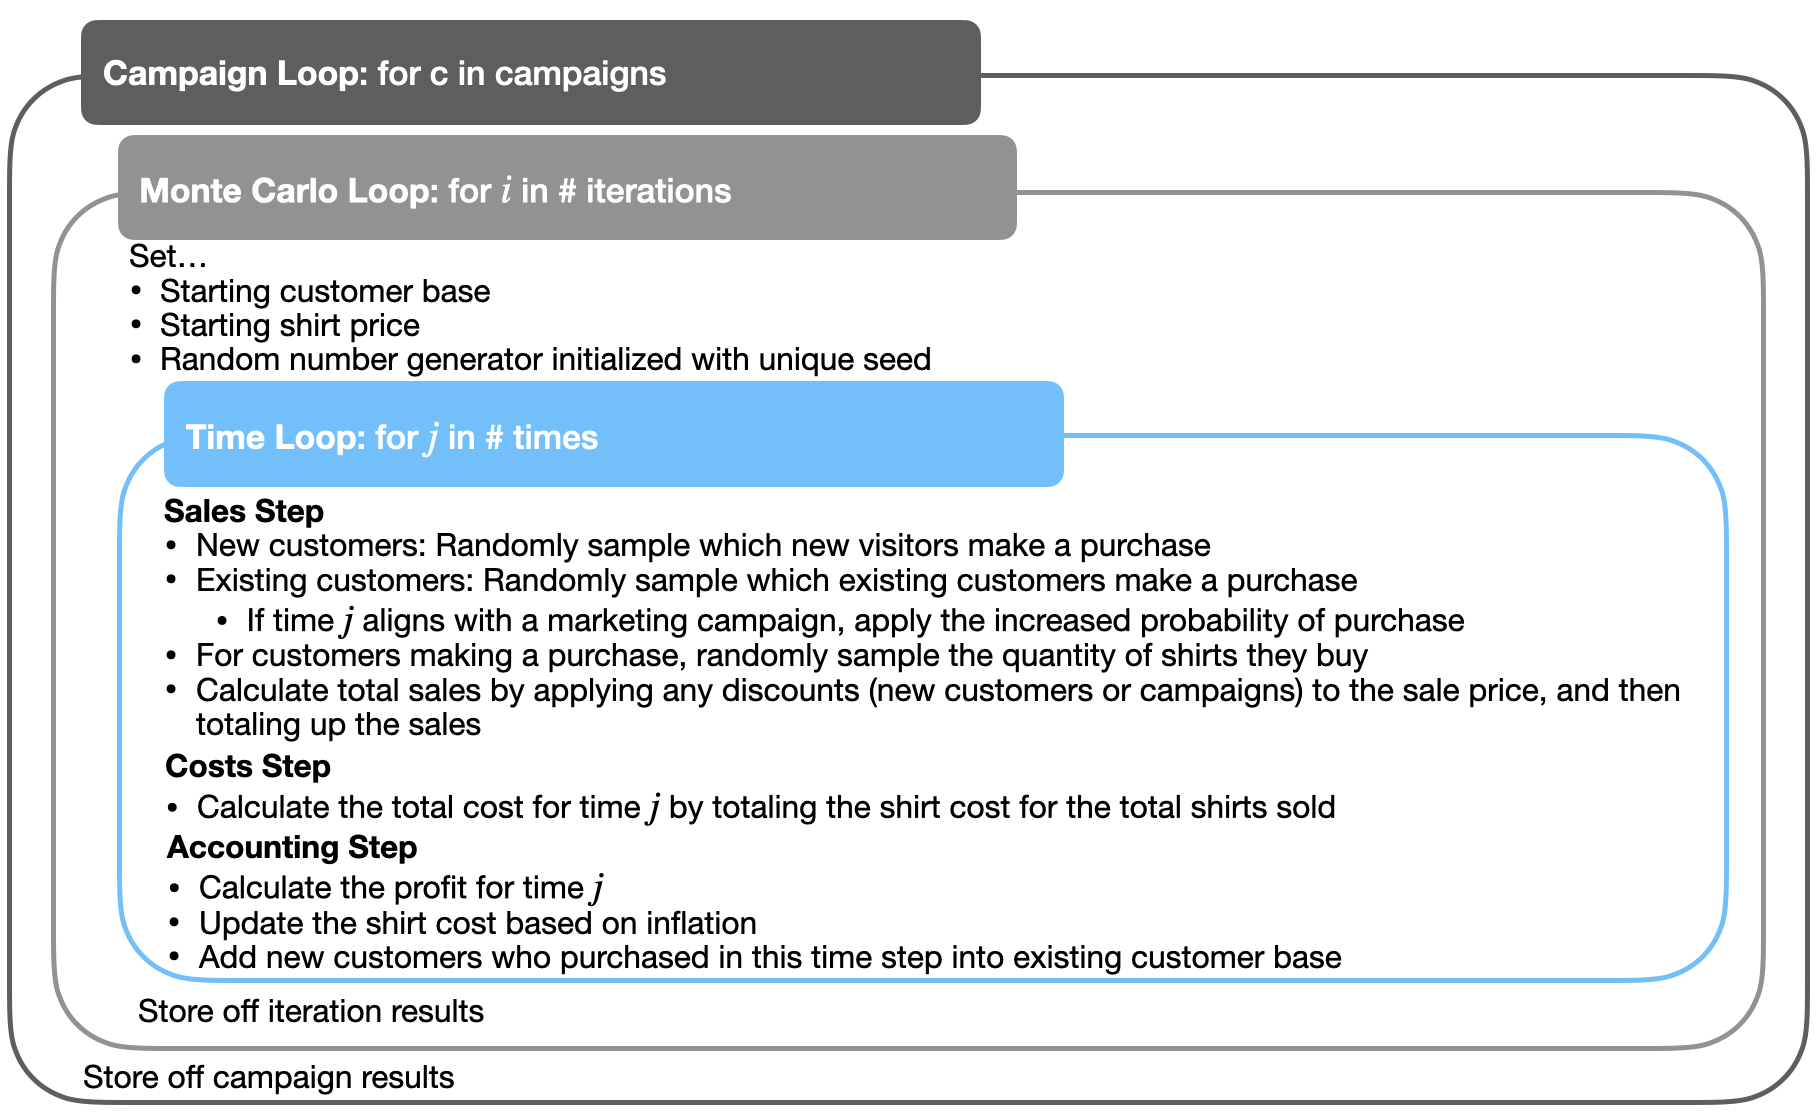 Campaign Loop: for c in campaigns
Monte Carlo Loop: for i in # iterations
Set…
• Starting customer base
• Starting shirt price
• Random number generator initialized with unique seed
Time Loop: for j in # times
Sales Step
• New customers: Randomly sample which new visitors make a purchase
• Existing customers: Randomly sample which existing customers make a purchase
• If time j aligns with a marketing campaign, apply the increased probability of purchase
• For customers making a purchase, randomly sample the quantity of shirts they buy
• Calculate total sales by applying any discounts (new customers or campaigns) to the sale price, and then
totaling up the sales
Costs Step
• Calculate the total cost for time j by totaling the shirt cost for the total shirts sold
Accounting Step
• Calculate the profit for time j
• Update the shirt cost based on inflation
• Add new customers who purchased in this time step into existing customer base
Store off iteration results
Store off campaign results